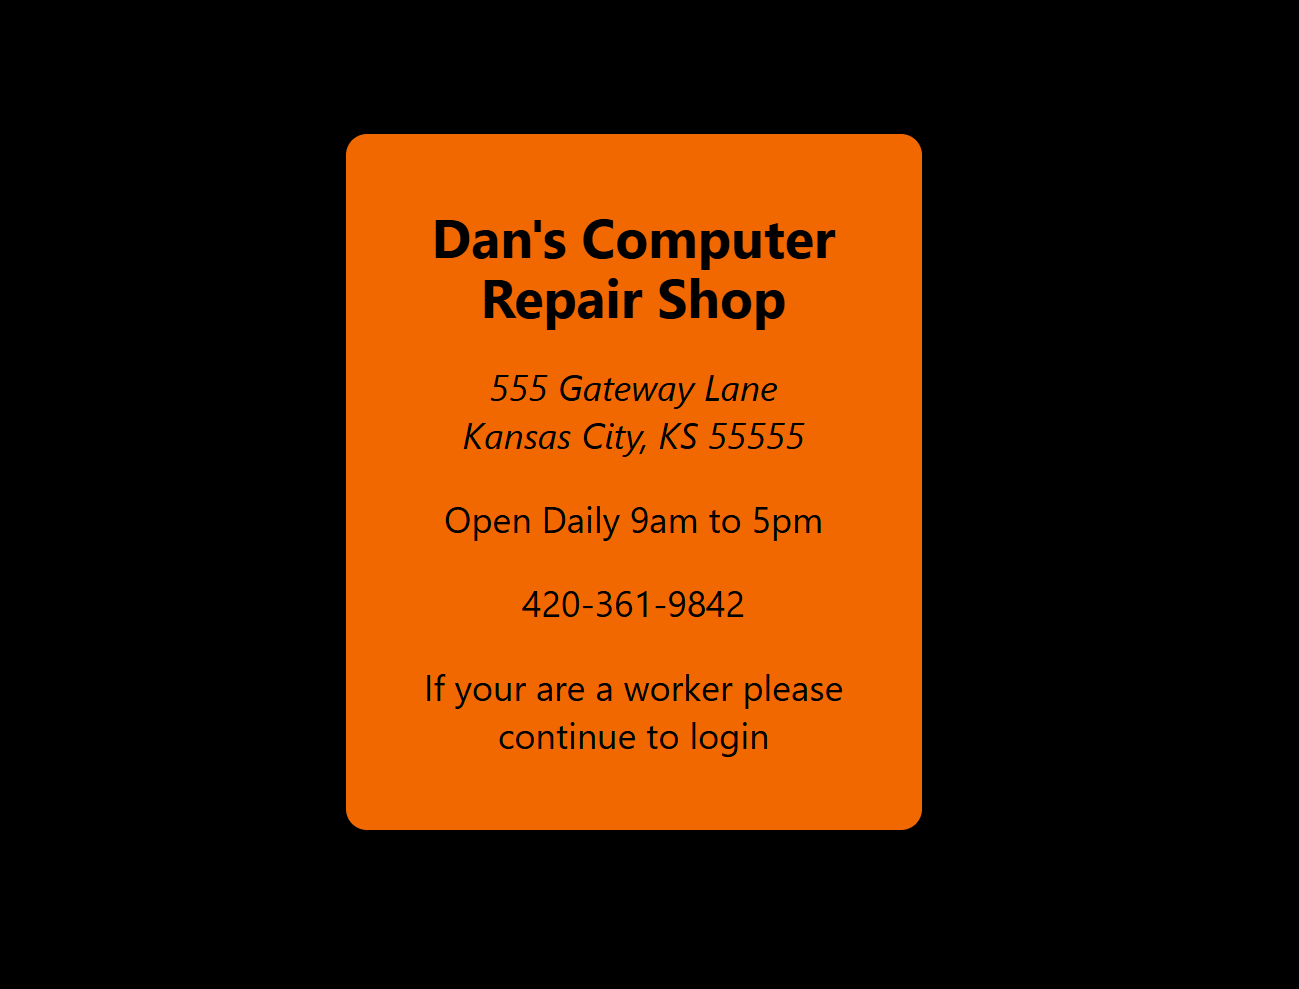 Dan's Computer
Repair Shop
555 Gateway Lane
Kansas City, KS 55555
Open Daily 9am to 5pm
420-361-9842
If your are a worker please
continue to login